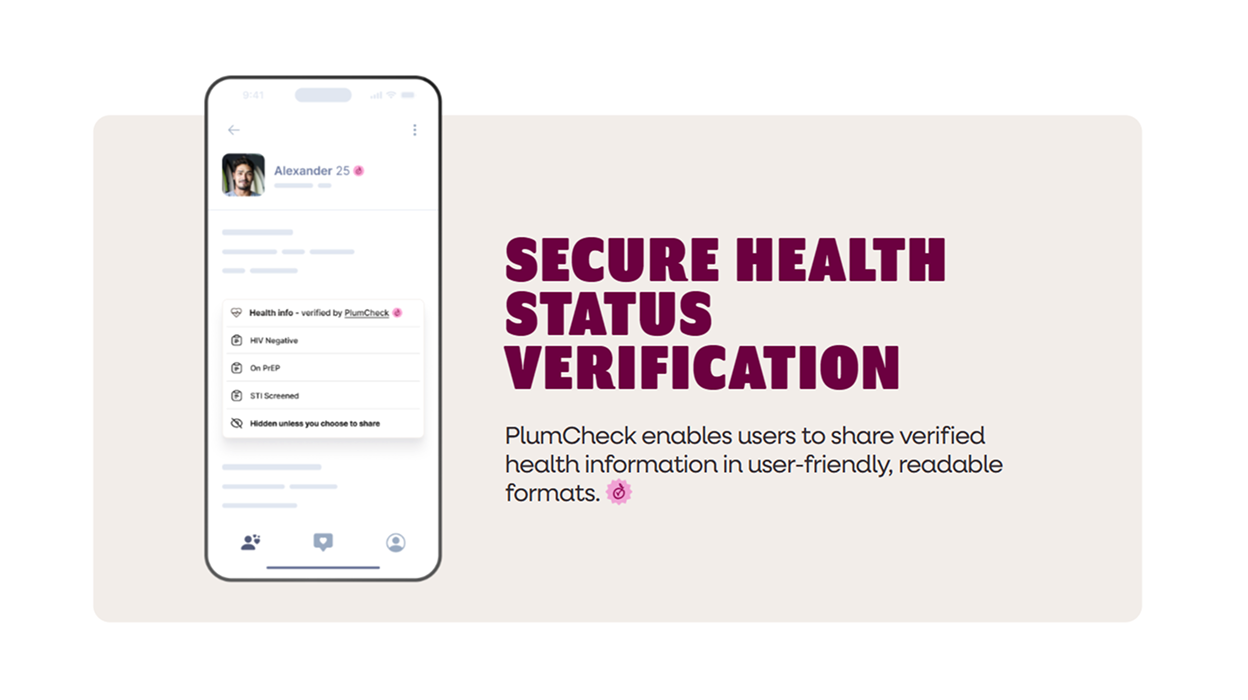 9:41
Alexander 25
Health info - verified by PlumCheck
HIV Negative
On PrEP
STI Screened
Hidden unless you choose to share
SECURE HEALTH
STATUS
VERIFICATION
PlumCheck enables users to share verified
health information in user-friendly, readable
formats.